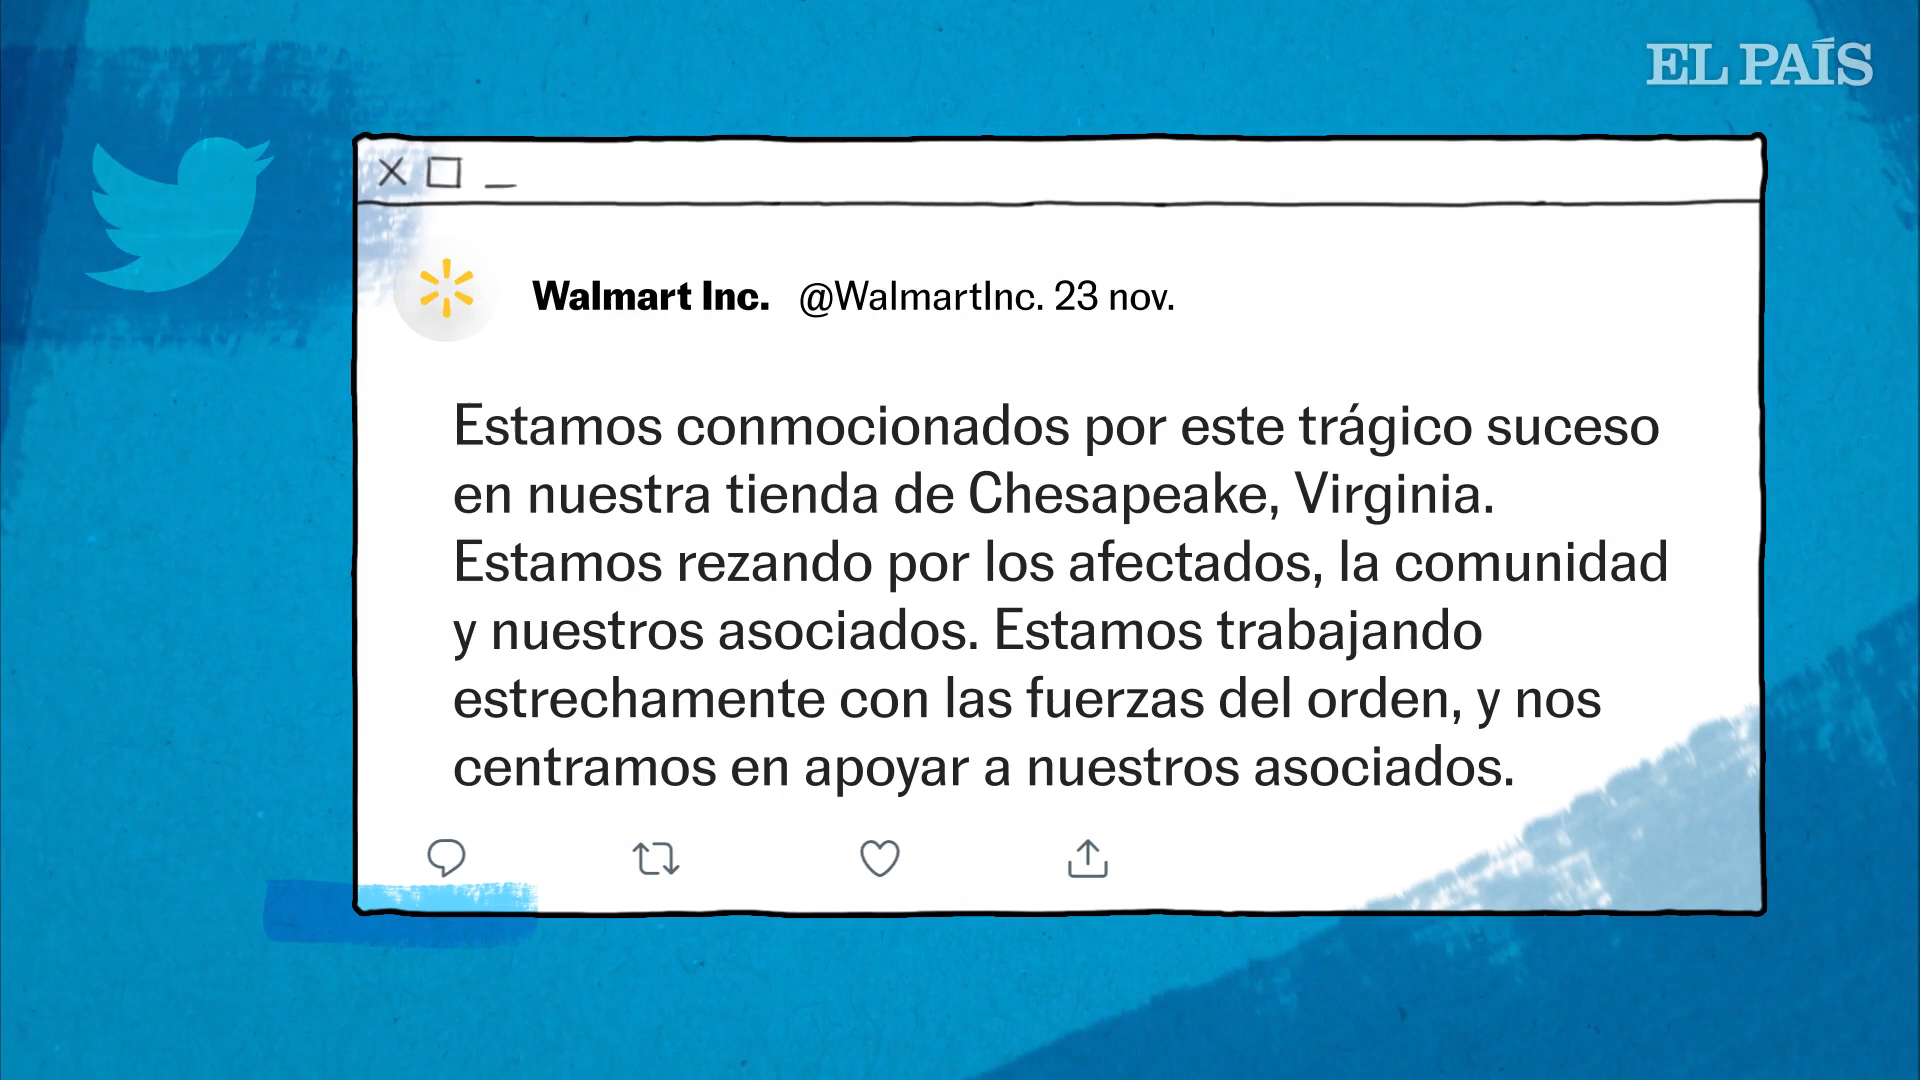 EL PAÍS
Walmart Inc. @WalmartInc. 23 nov.
Estamos conmocionados por este trágico suceso
en nuestra tienda de Chesapeake, Virginia.
Estamos rezando por los afectados, la comunidad
y nuestros asociados. Estamos trabajando
estrechamente con las fuerzas del orden, y nos
centramos en apoyar a nuestros asociados.